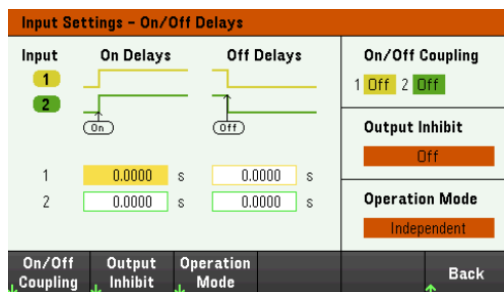 Input Settings - On/Off Delays
Input On Delays Off Delays
1
2
On Off
1 0.0000 s 0.0000 s
2 0.0000 s 0.0000 s
On/Off Coupling
1 Off 2 Off
Output Inhibit
Off
Operation Mode
Independent
On/Off Coupling
Output Inhibit
Operation Mode
Back